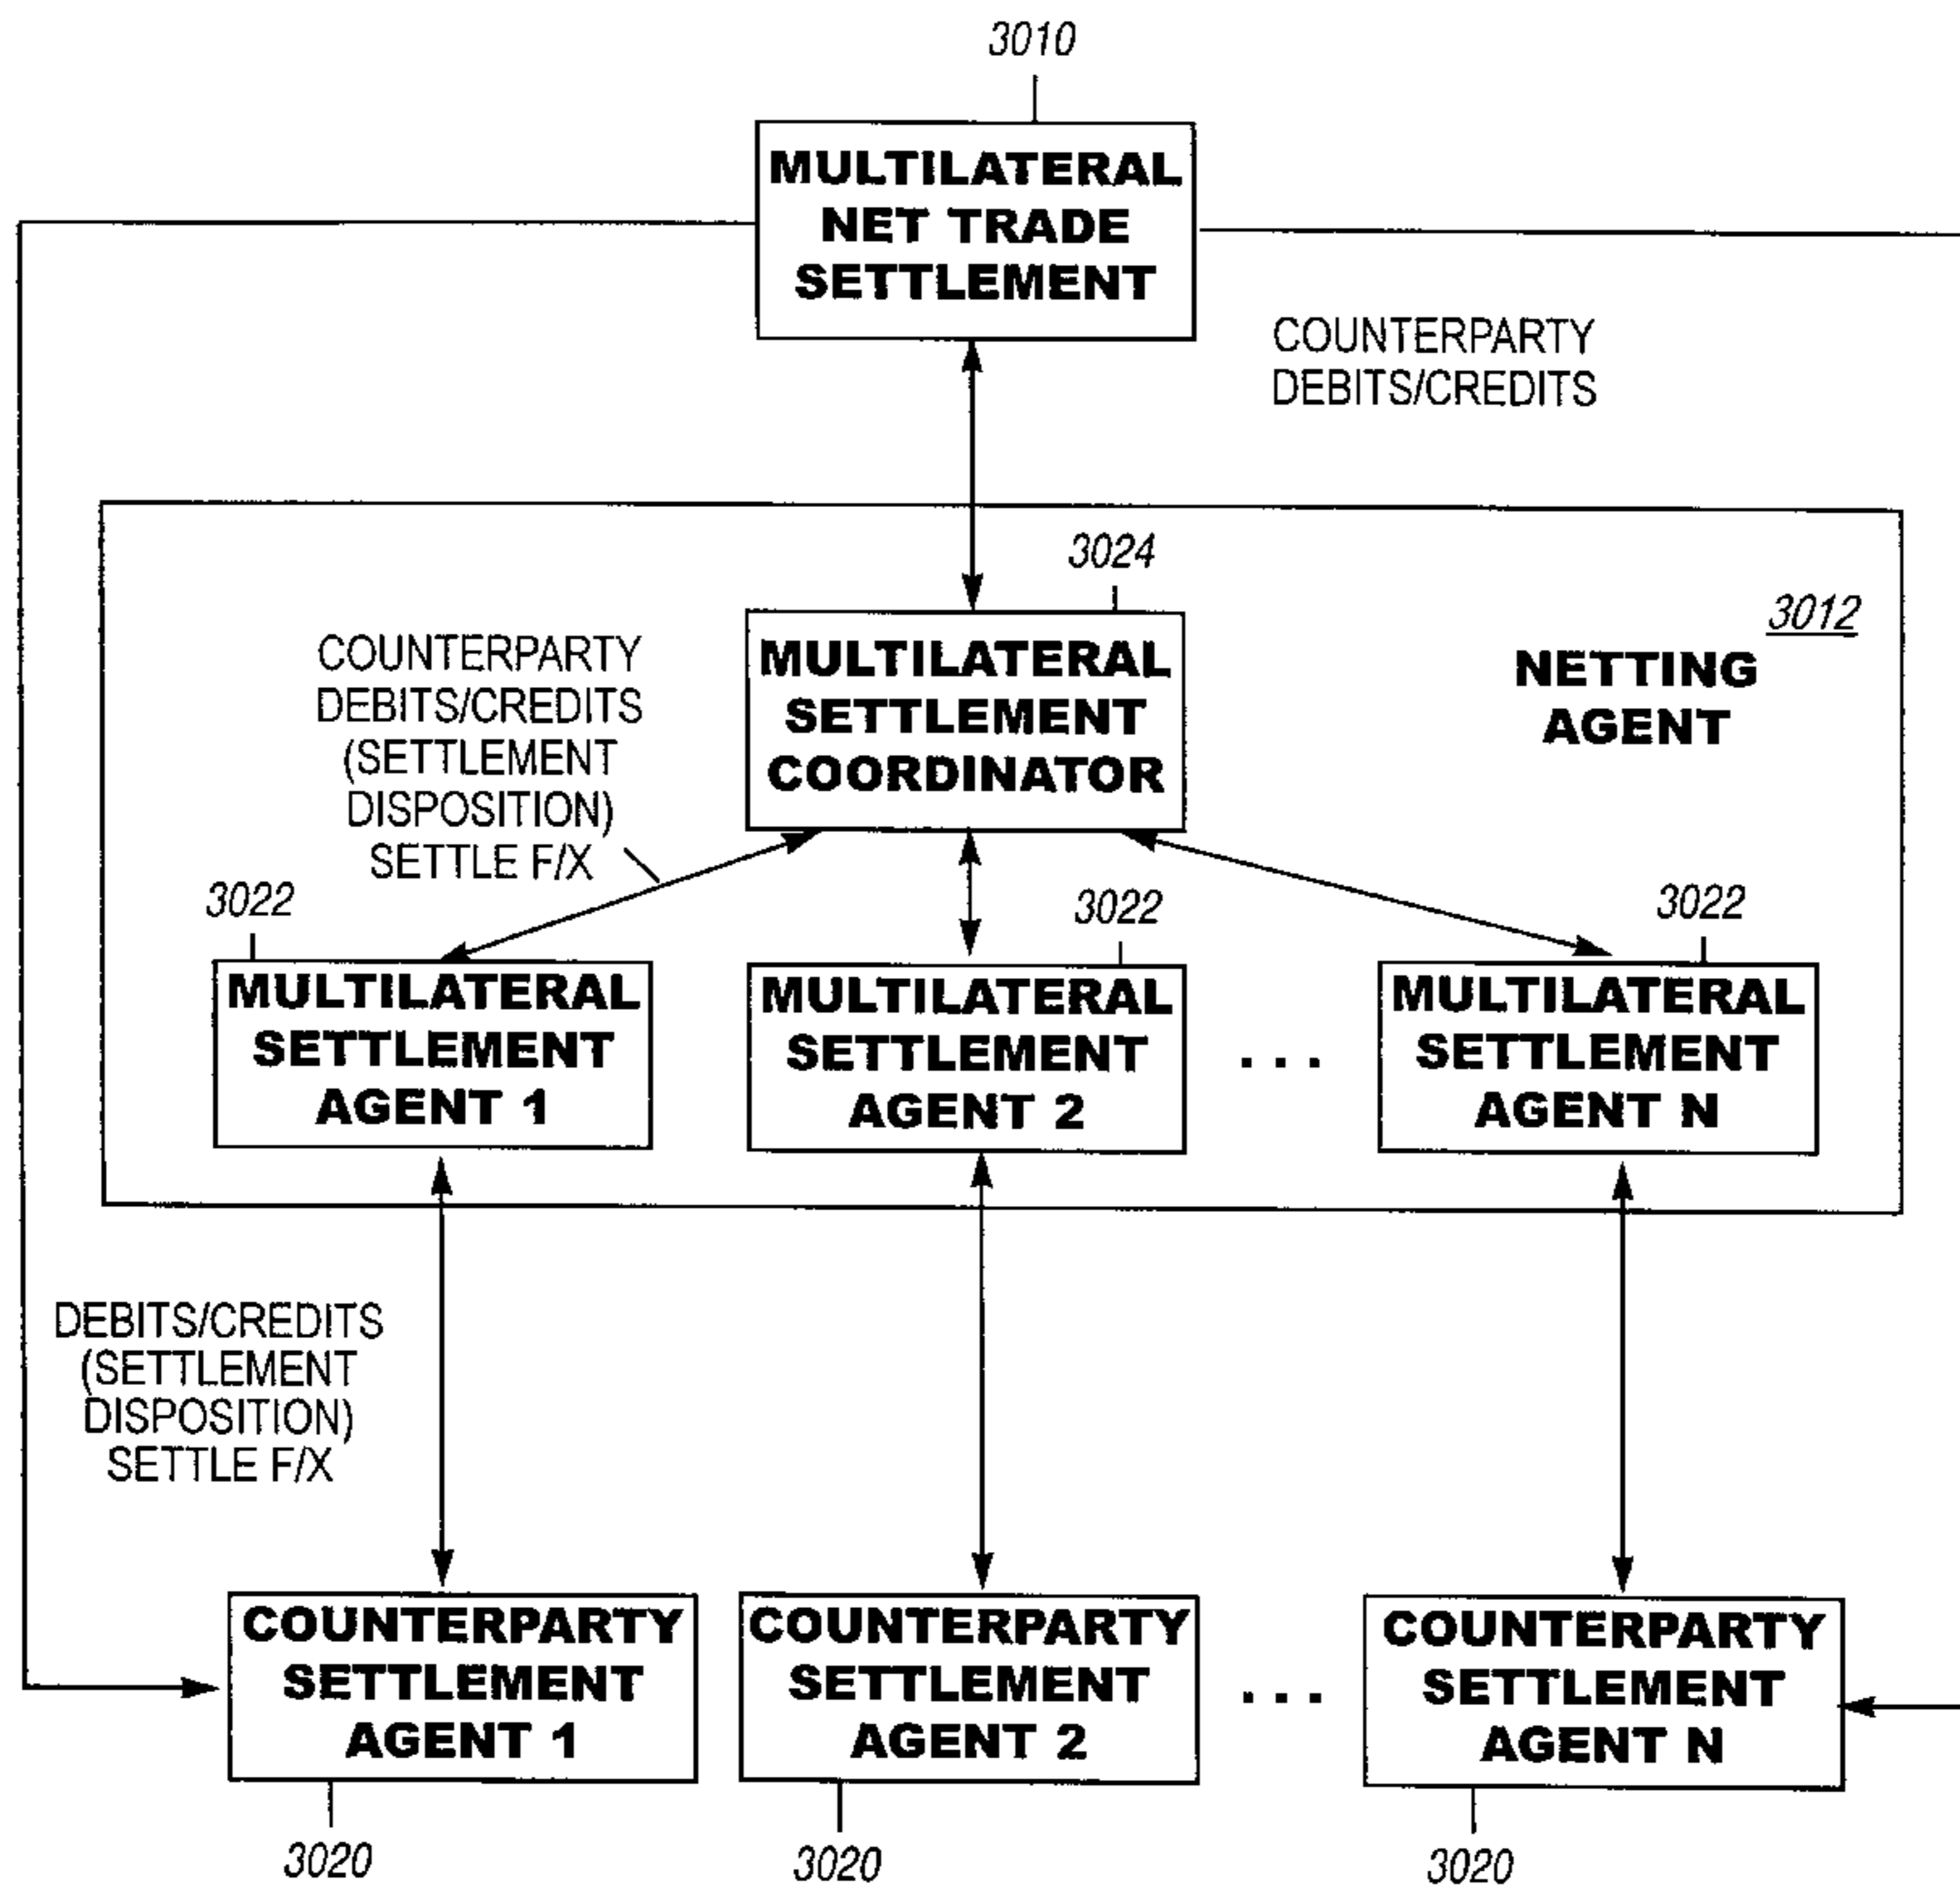 3010
MULTILATERAL
NET TRADE
SETTLEMENT
COUNTERPARTY
DEBITS/CREDITS
3024
3012
NETTING
AGENT
COUNTERPARTY
DEBITS/CREDITS
(SETTLEMENT
DISPOSITION)
SETTLE F/X
MULTILATERAL
SETTLEMENT
COORDINATOR
3022
MULTILATERAL
SETTLEMENT
AGENT 1
3022
MULTILATERAL
SETTLEMENT
AGENT 2
...
3022
MULTILATERAL
SETTLEMENT
AGENT N
DEBITS/CREDITS
(SETTLEMENT
DISPOSITION)
SETTLE F/X
COUNTERPARTY
SETTLEMENT
AGENT 1
3020
COUNTERPARTY
SETTLEMENT
AGENT 2
3020
...
COUNTERPARTY
SETTLEMENT
AGENT N
3020